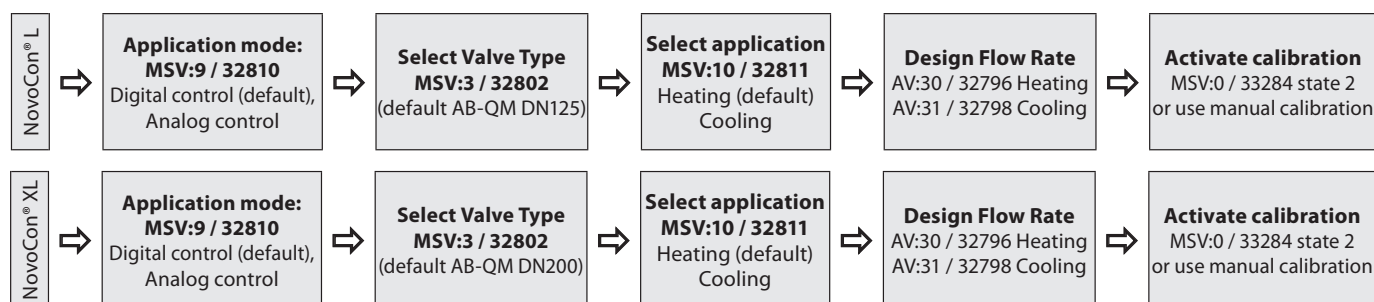 NovoCon® L
Application mode:
MSV:9 / 32810
Digital control (default),
Analog control
Select Valve Type
MSV:3 / 32802
(default AB-QM DN125)
Select application
MSV:10 / 32811
Heating (default)
Cooling
Design Flow Rate
AV:30 / 32796 Heating
AV:31 / 32798 Cooling
Activate calibration
MSV:0 / 33284 state 2
or use manual calibration
NovoCon® XL
Application mode:
MSV:9 / 32810
Digital control (default),
Analog control
Select Valve Type
MSV:3 / 32802
(default AB-QM DN200)
Select application
MSV:10 / 32811
Heating (default)
Cooling
Design Flow Rate
AV:30 / 32796 Heating
AV:31 / 32798 Cooling
Activate calibration
MSV:0 / 33284 state 2
or use manual calibration